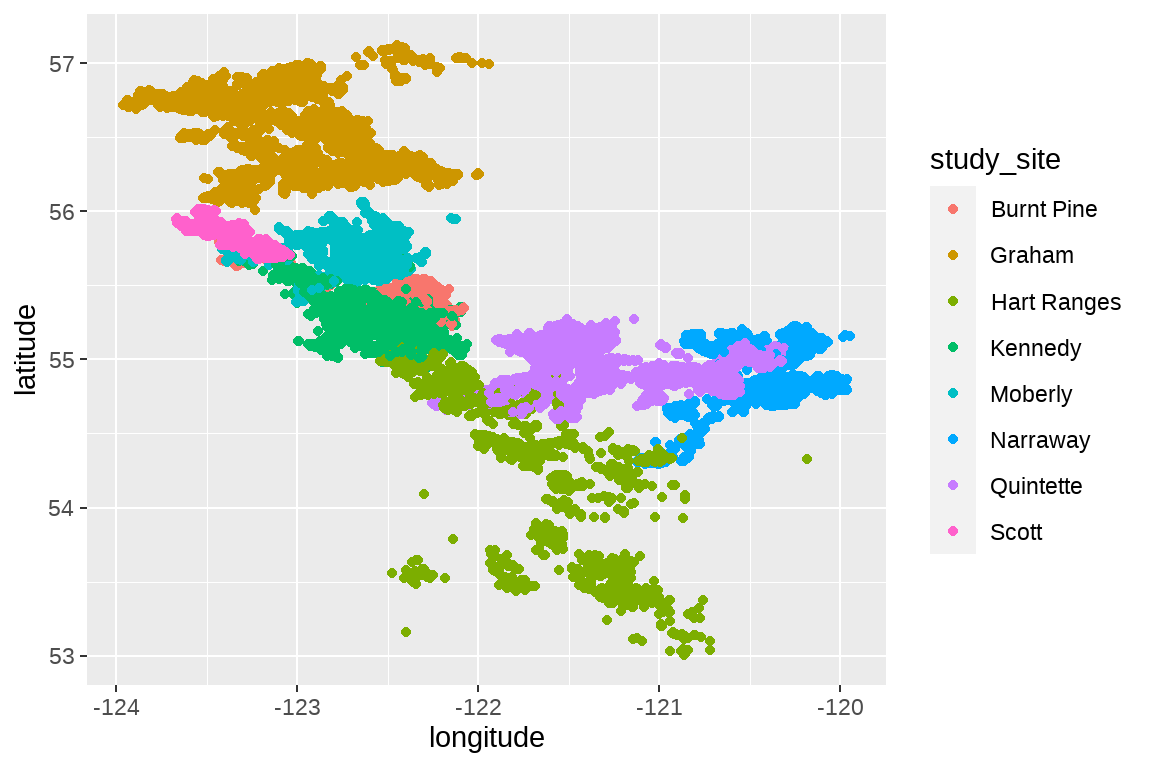 57
56
55
54
53
-124
-123
-122
-121
-120
longitude
latitude
study_site
Burnt Pine
Graham
Hart Ranges
Kennedy
Moberly
Narraway
Quintette
Scott